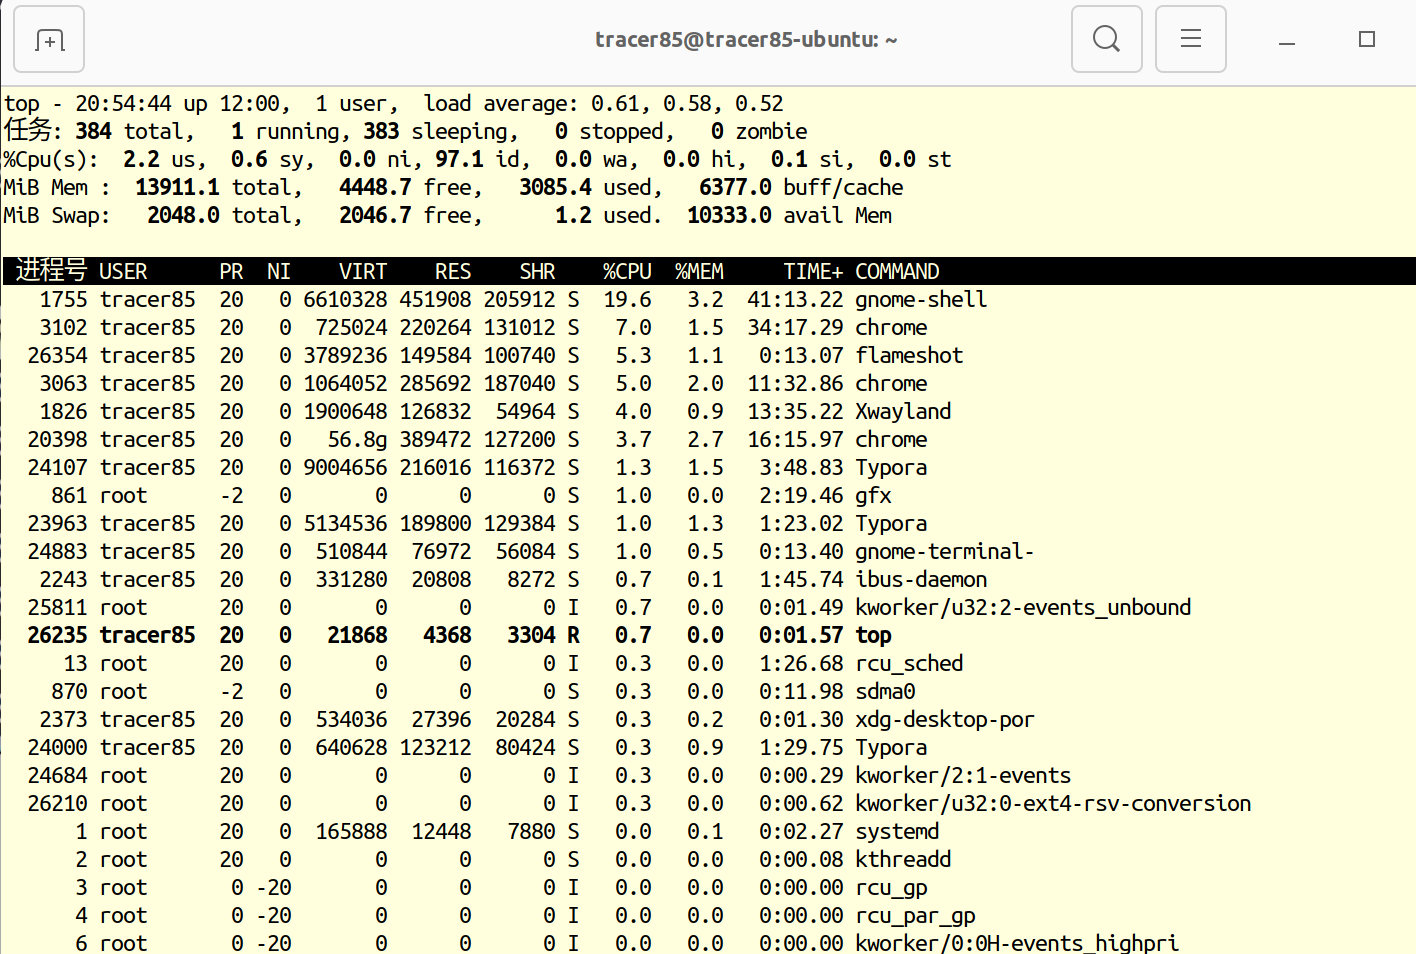 tracer85@tracer85-ubuntu: ~
top - 20:54:44 up 12:00,  1 user,  load average: 0.61, 0.58, 0.52
任务: 384 total,   1 running, 383 sleeping,   0 stopped,   0 zombie
%Cpu(s):  2.2 us,  0.6 sy,  0.0 ni, 97.1 id,  0.0 wa,  0.0 hi,  0.1 si,  0.0 st
MiB Mem :  13911.1 total,   4448.7 free,   3085.4 used,   6377.0 buff/cache
MiB Swap:   2048.0 total,   2046.7 free,      1.2 used.  10333.0 avail Mem
进程号 USER      PR  NI    VIRT    RES    SHR    %CPU  %MEM     TIME+ COMMAND
1755 tracer85  20   0 6610328 451908 205912 S  19.6   3.2  41:13.22 gnome-shell
3102 tracer85  20   0  725024 220264 131012 S   7.0   1.5  34:17.29 chrome
26354 tracer85  20   0 3789236 149584 100740 S   5.3   1.1   0:13.07 flameshot
3063 tracer85  20   0 1064052 285692 187040 S   5.0   2.0  11:32.86 chrome
1826 tracer85  20   0 1900648 126832  54964 S   4.0   0.9  13:35.22 Xwayland
20398 tracer85  20   0   56.8g 389472 127200 S   3.7   2.7  16:15.97 chrome
24107 tracer85  20   0 9004656 216016 116372 S   1.3   1.5   3:48.83 Typora
861 root      -2   0       0      0      0 S   1.0   0.0   2:19.46 gfx
23963 tracer85  20   0 5134536 189800 129384 S   1.0   1.3   1:23.02 Typora
24883 tracer85  20   0  510844  76972  56084 S   1.0   0.5   0:13.40 gnome-terminal-
2243 tracer85  20   0  331280  20808   8272 S   0.7   0.1   1:45.74 ibus-daemon
25811 root      20   0       0      0      0 I   0.7   0.0   0:01.49 kworker/u32:2-events_unbound
26235 tracer85  20   0   21868   4368   3304 R   0.7   0.0   0:01.57 top
13 root      20   0       0      0      0 I   0.3   0.0   1:26.68 rcu_sched
870 root      -2   0       0      0      0 S   0.3   0.0   0:11.98 sdma0
2373 tracer85  20   0  534036  27396  20284 S   0.3   0.2   0:01.30 xdg-desktop-por
24000 tracer85  20   0  640628 123212  80424 S   0.3   0.9   1:29.75 Typora
24684 root      20   0       0      0      0 I   0.3   0.0   0:00.29 kworker/2:1-events
26210 root      20   0       0      0      0 I   0.3   0.0   0:00.62 kworker/u32:0-ext4-rsv-conversion
1 root      20   0  165888  12448   7880 S   0.0   0.1   0:02.27 systemd
2 root      20   0       0      0      0 S   0.0   0.0   0:00.08 kthreadd
3 root       0 -20       0      0      0 I   0.0   0.0   0:00.00 rcu_gp
4 root       0 -20       0      0      0 I   0.0   0.0   0:00.00 rcu_par_gp
6 root       0 -20       0      0      0 I   0.0   0.0   0:00.00 kworker/0:0H-events_highpri